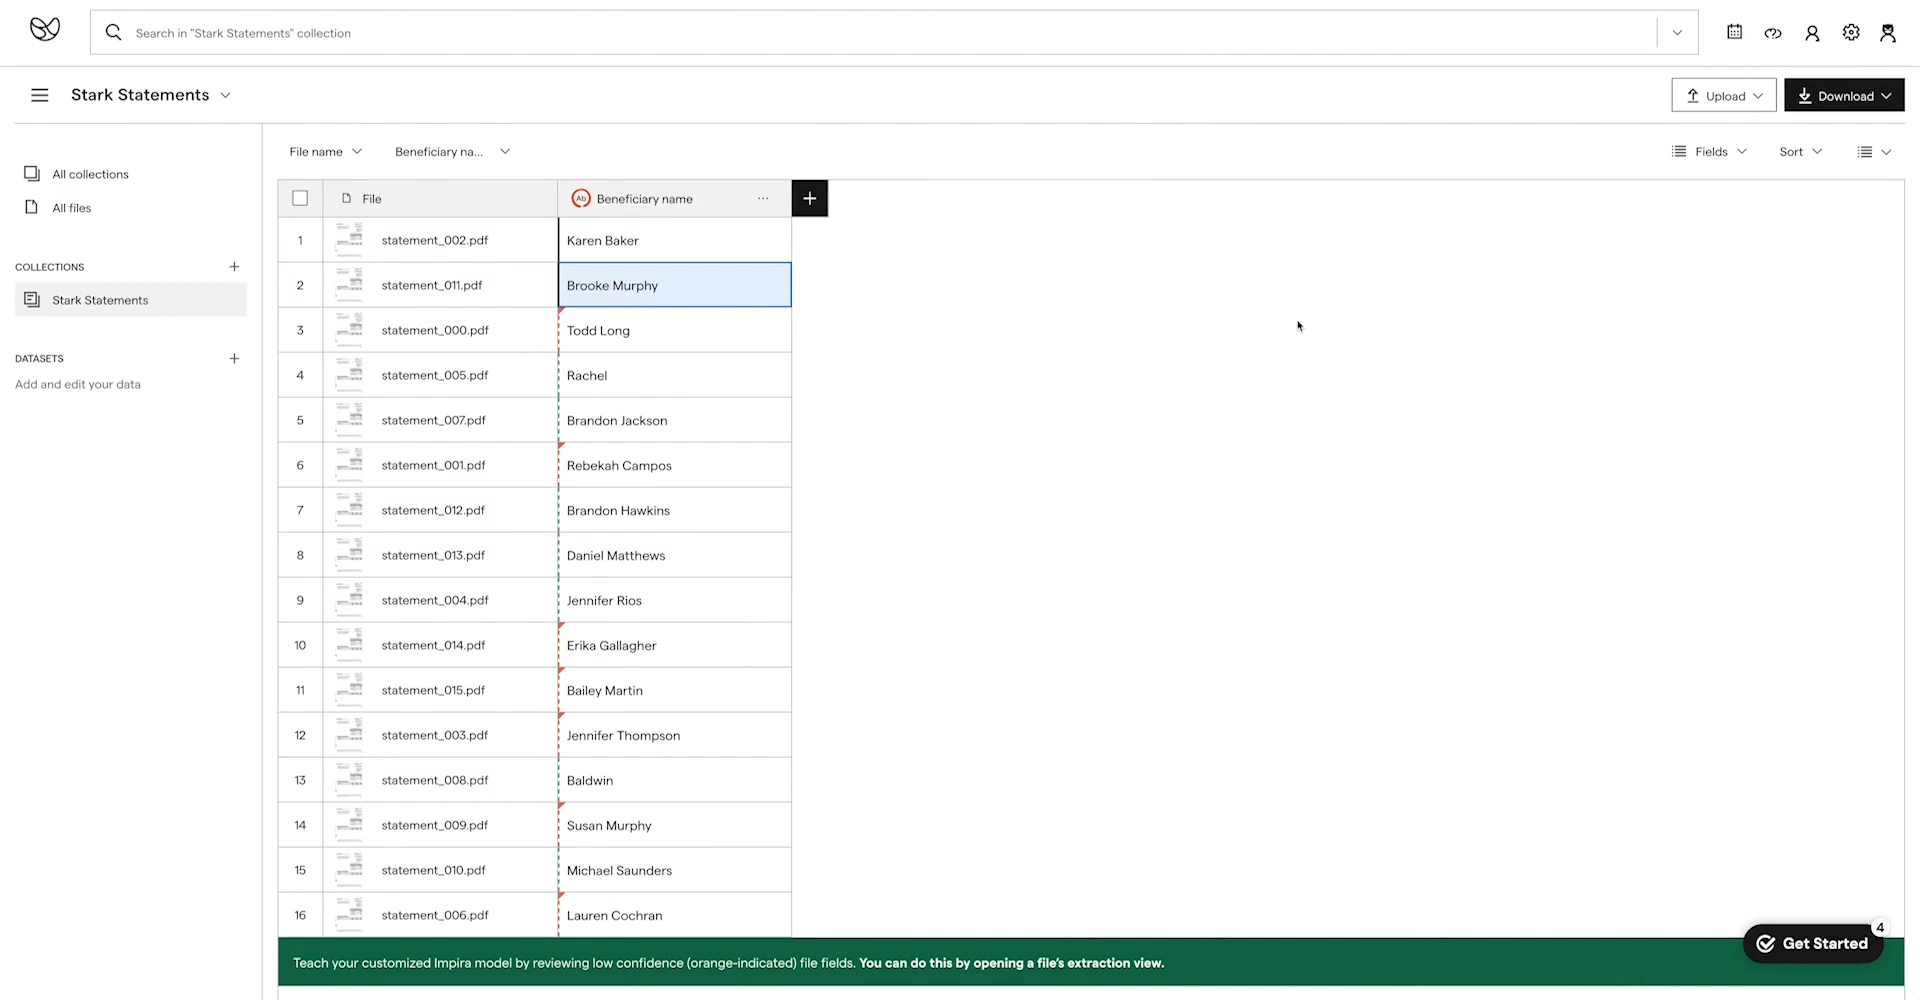 Search in "Stark Statements" collection
Stark Statements
Upload
Download
All collections
All files
COLLECTIONS
Stark Statements
DATASETS
Add and edit your data
File name
Beneficiary na...
Fields
Sort
File
Ab
Beneficiary name
1 statement_002.pdf Karen Baker
2 statement_011.pdf Brooke Murphy
3 statement_000.pdf Todd Long
4 statement_005.pdf Rachel
5 statement_007.pdf Brandon Jackson
6 statement_001.pdf Rebekah Campos
7 statement_012.pdf Brandon Hawkins
8 statement_013.pdf Daniel Matthews
9 statement_004.pdf Jennifer Rios
10 statement_014.pdf Erika Gallagher
11 statement_015.pdf Bailey Martin
12 statement_003.pdf Jennifer Thompson
13 statement_008.pdf Baldwin
14 statement_009.pdf Susan Murphy
15 statement_010.pdf Michael Saunders
16 statement_006.pdf Lauren Cochran
Teach your customized Impira model by reviewing low confidence (orange-indicated) file fields. You can do this by opening a file's extraction view.
Get Started
4